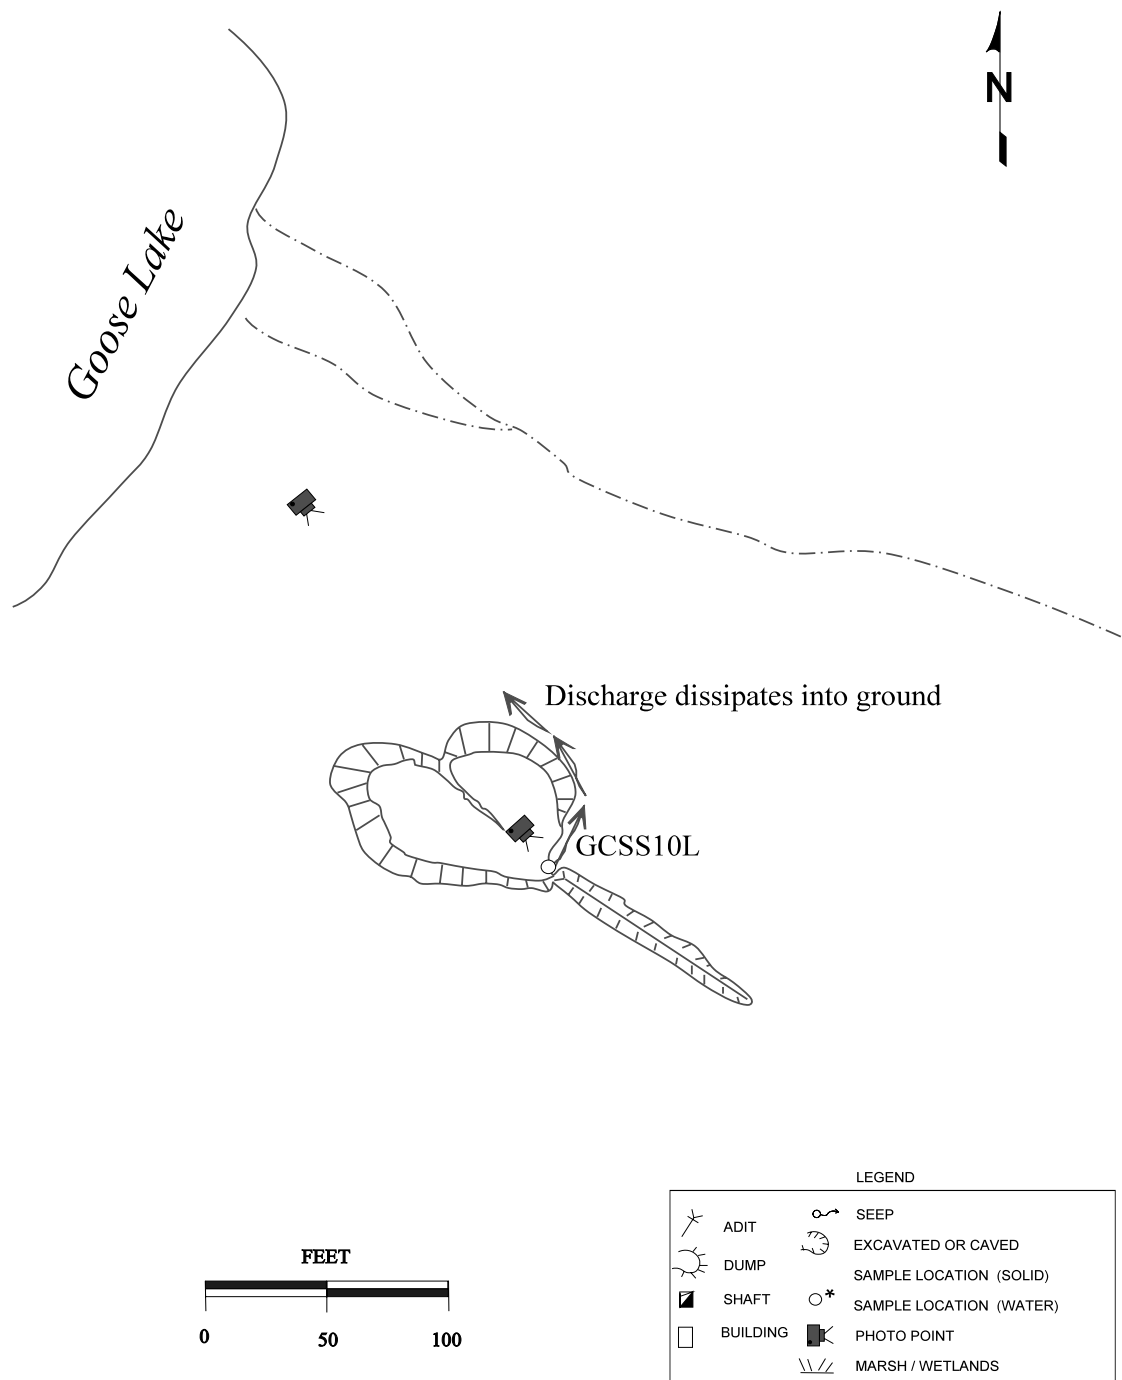 N
Goose Lake
Discharge dissipates into ground
GCSS10L
LEGEND
ADIT
DUMP
SHAFT
BUILDING
SEEP
EXCAVATED OR CAVED
SAMPLE LOCATION (SOLID)
* SAMPLE LOCATION (WATER)
PHOTO POINT
MARSH / WETLANDS
FEET
0 50 100